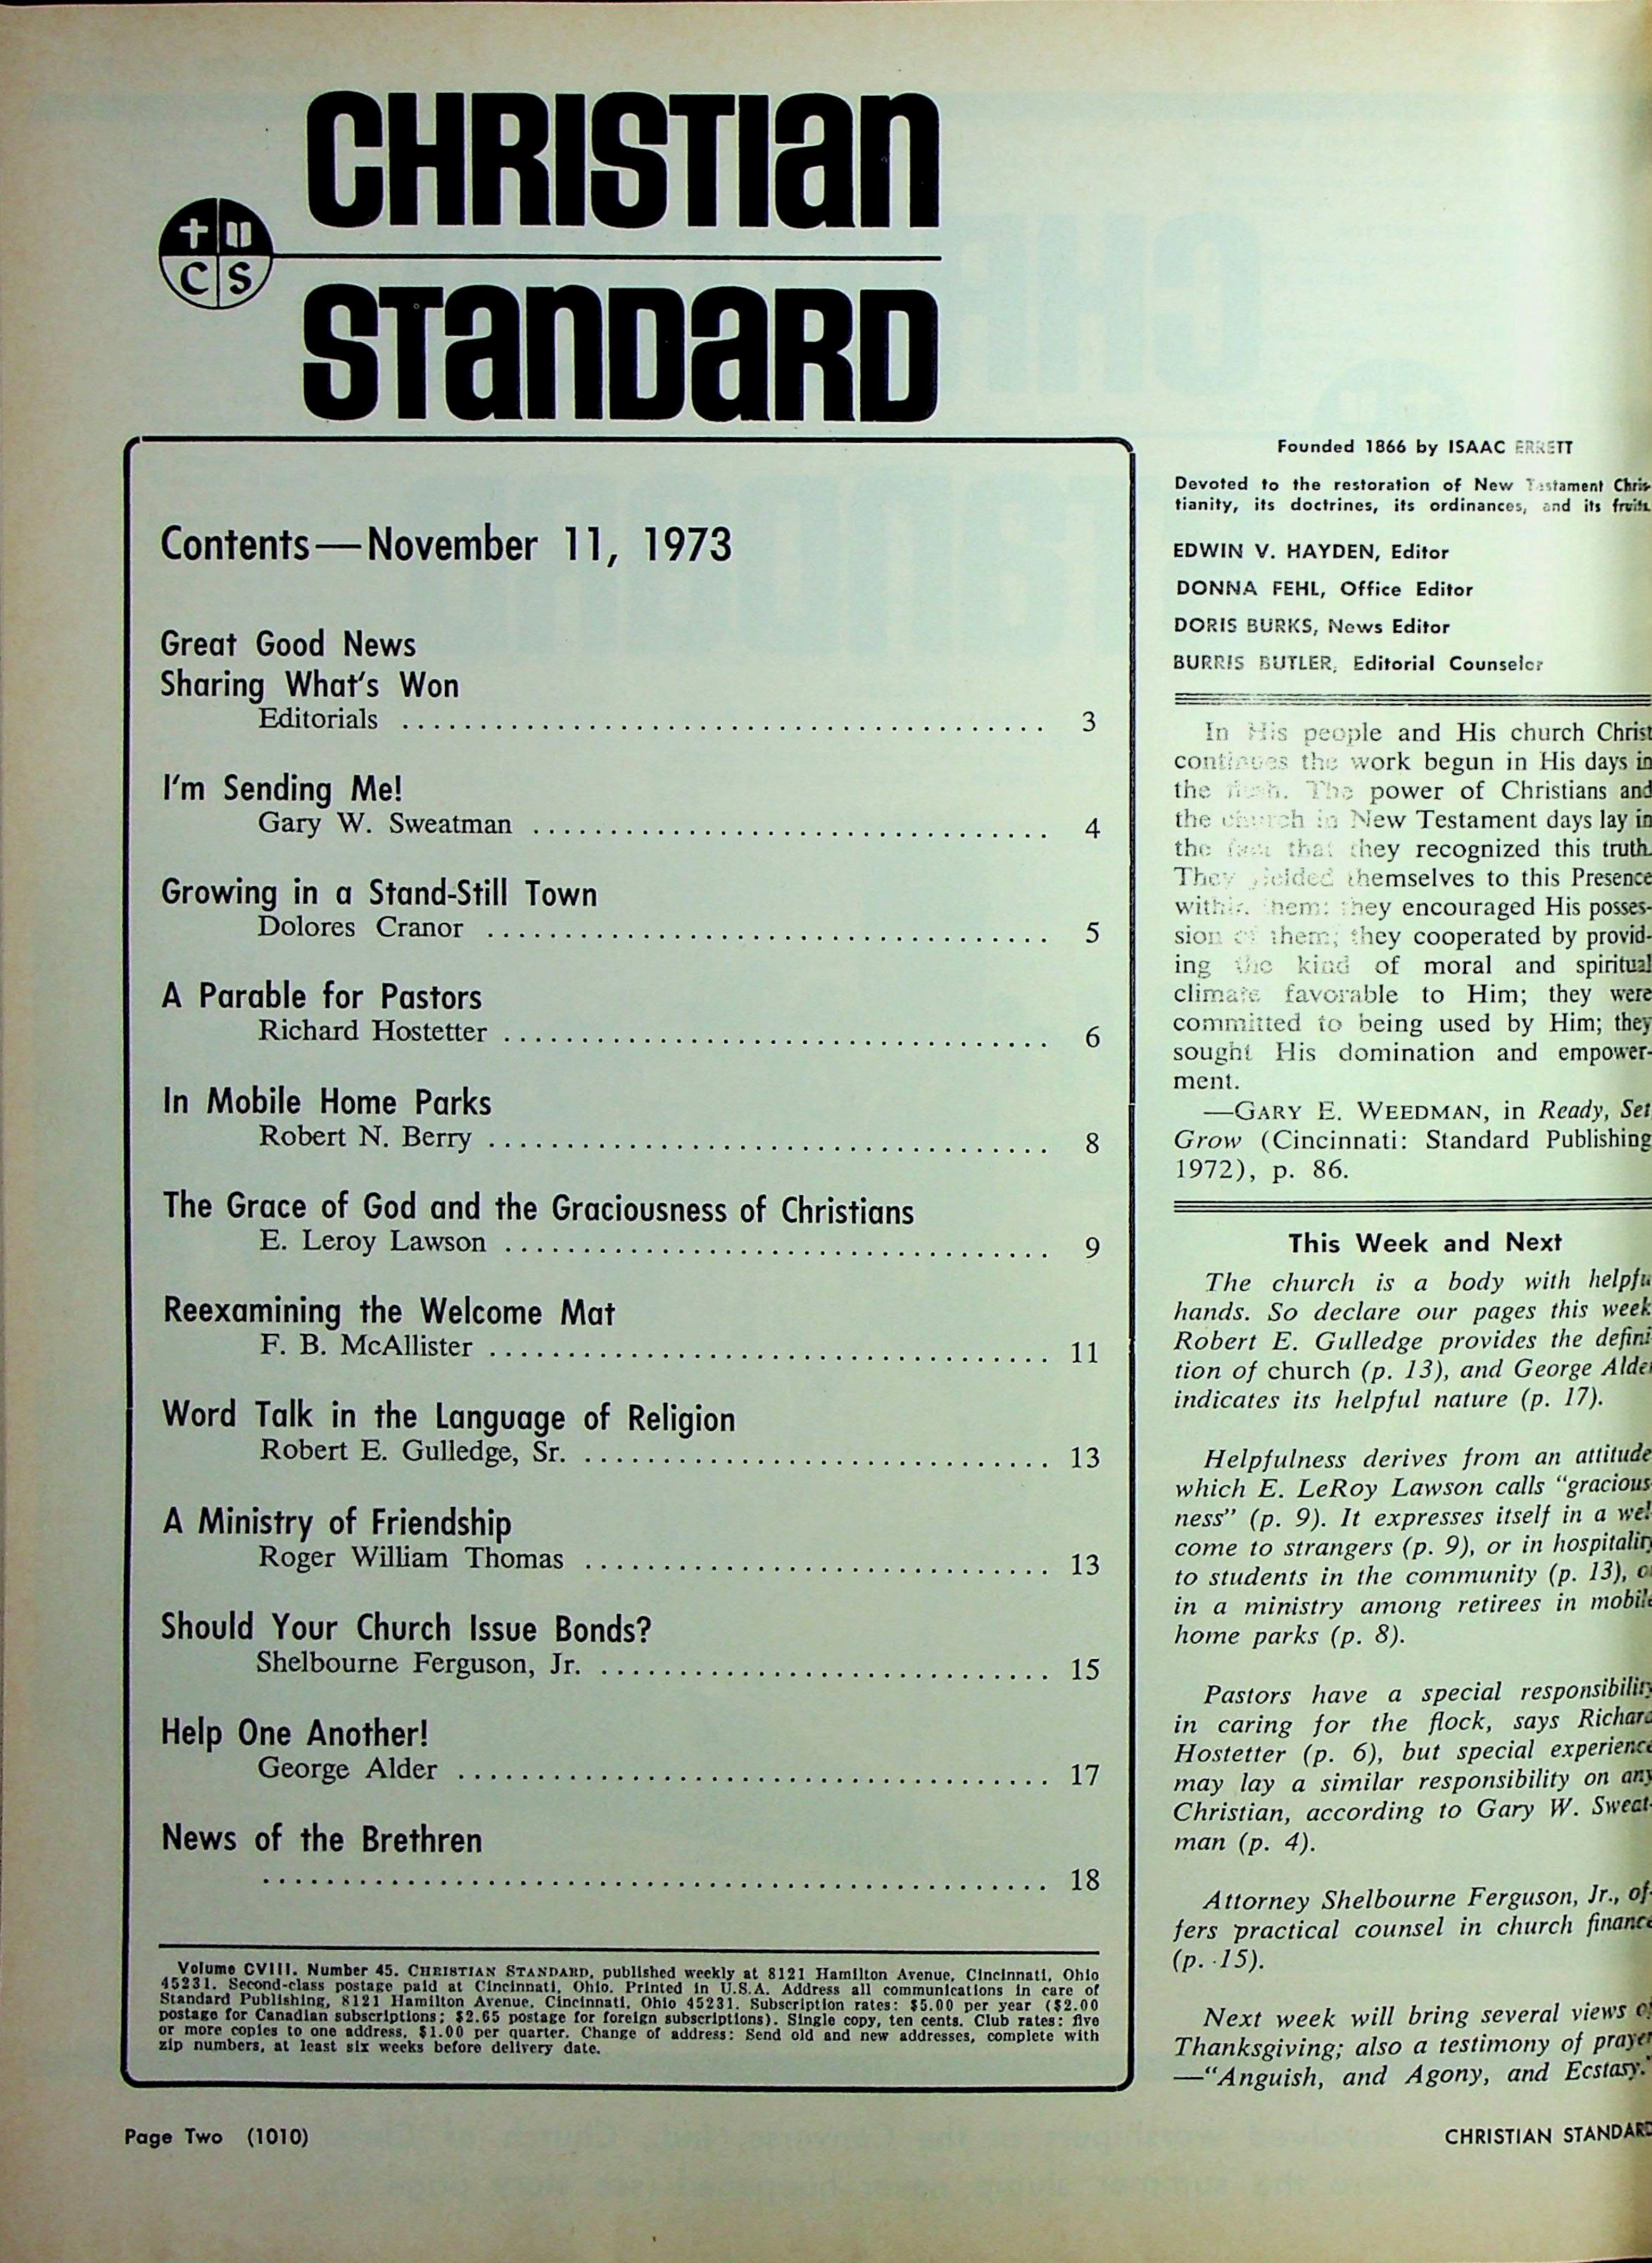 CHRISTIAN
+ C S
STANDARD
Contents—November 11, 1973
Great Good News
Sharing What's Won
Editorials ........................................ 3
I'm Sending Me!
Gary W. Sweatman ........................................ 4
Growing in a Stand-Still Town
Dolores Cranor ........................................ 5
A Parable for Pastors
Richard Hostetter ........................................ 6
In Mobile Home Parks
Robert N. Berry ........................................ 8
The Grace of God and the Graciousness of Christians
E. Leroy Lawson ........................................ 9
Reexamining the Welcome Mat
F. B. McAllister ........................................ 11
Word Talk in the Language of Religion
Robert E. Gulledge, Sr. ........................................ 13
A Ministry of Friendship
Roger William Thomas ........................................ 13
Should Your Church Issue Bonds?
Shelbourne Ferguson, Jr. ........................................ 15
Help One Another!
George Alder ........................................ 17
News of the Brethren
........................................ 18
Volume CVIII. Number 45. CHRISTIAN STANDARD, published weekly at 8121 Hamilton Avenue, Cincinnati, Ohio
45231. Second-class postage paid at Cincinnati, Ohio. Printed in U.S.A. Address all communications in care of
Standard Publishing, 8121 Hamilton Avenue, Cincinnati, Ohio 45231. Subscription rates: $5.00 per year ($2.00
postage for Canadian subscriptions; $2.65 postage for foreign subscriptions). Single copy, ten cents. Club rates: five
or more copies to one address, $1.00 per quarter. Change of address: Send old and new addresses, complete with
zip numbers, at least six weeks before delivery date.
Founded 1866 by ISAAC ERRETT
Devoted to the restoration of New Testament Chris-
tianity, its doctrines, its ordinances, and its fruits.
EDWIN V. HAYDEN, Editor
DONNA FEHL, Office Editor
DORIS BURKS, News Editor
BURRIS BUTLER, Editorial Counselor
In His people and His church Christ
continues the work begun in His days in
the flesh. The power of Christians and
the church in New Testament days lay in
the fact that they recognized this truth.
They yielded themselves to this Presence
within them; they encouraged His posses-
sion of them; they cooperated by provid-
ing the kind of moral and spiritual
climate favorable to Him; they were
committed to being used by Him; they
sought His domination and empower-
ment.
—GARY E. WEEDMAN, in Ready, Set,
Grow (Cincinnati: Standard Publishing
1972), p. 86.
This Week and Next
The church is a body with helpfu
hands. So declare our pages this week
Robert E. Gulledge provides the defini
tion of church (p. 13), and George Alder
indicates its helpful nature (p. 17).
Helpfulness derives from an attitude
which E. LeRoy Lawson calls "gracious-
ness" (p. 9). It expresses itself in a wel-
come to strangers (p. 9), or in hospitality
to students in the community (p. 13), o
in a ministry among retirees in mobile
home parks (p. 8).
Pastors have a special responsibility
in caring for the flock, says Richard
Hostetter (p. 6), but special experience
may lay a similar responsibility on any
Christian, according to Gary W. Sweat-
man (p. 4).
Attorney Shelbourne Ferguson, Jr., of-
fers practical counsel in church finance
(p. 15).
Next week will bring several views of
Thanksgiving; also a testimony of prayer
—"Anguish, and Agony, and Ecstasy."
Page Two (1010)
CHRISTIAN STANDARD